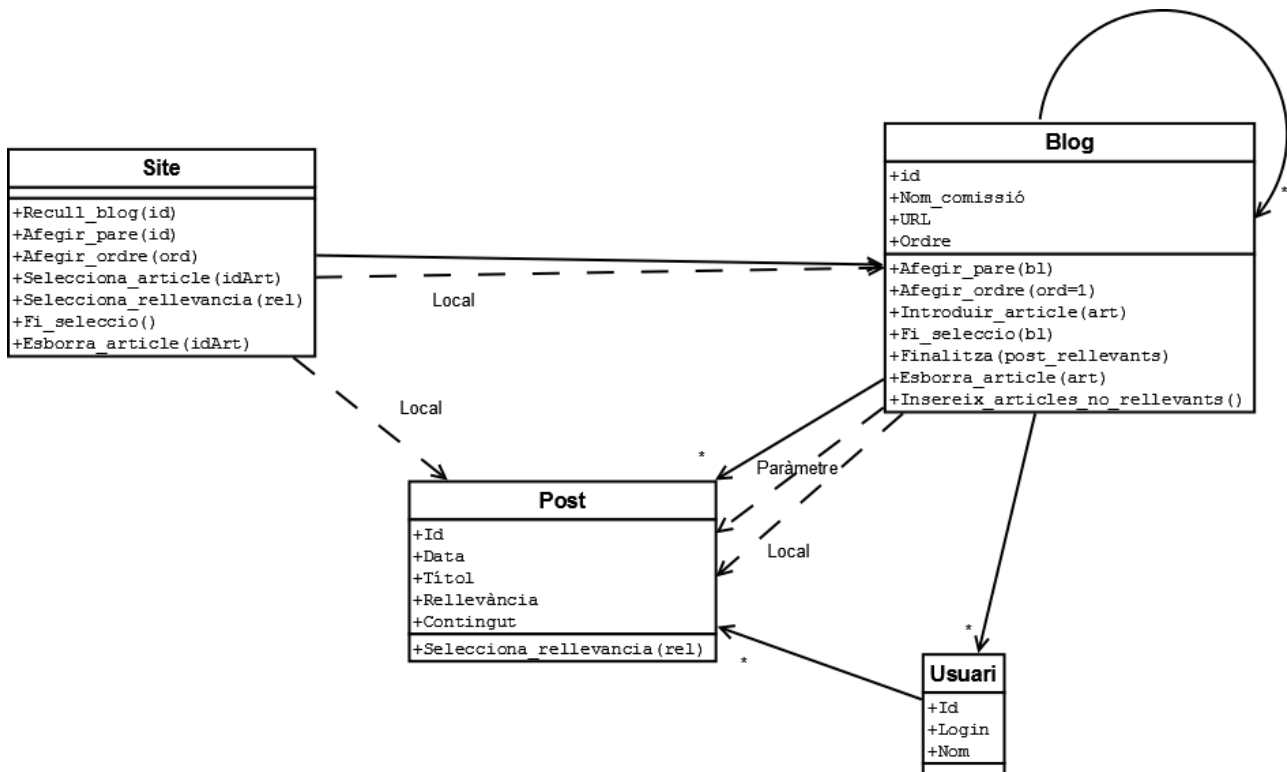 Site
+Recull_blog(id)
+Afegir_pare(id)
+Afegir_ordre(ord)
+Selecciona_article(idArt)
+Selecciona_rellevancia(rel)
+Fi_seleccio()
+Esborra_article(idArt)
Local
Local
Blog
+id
+Nom_comissió
+URL
+Ordre
+Afegir_pare(bl)
+Afegir_ordre(ord=1)
+Introduir_article(art)
+Fi_seleccio(bl)
+Finalitza(post_rellevants)
+Esborra_article(art)
+Insereix_articles_no_rellevants()
*
*
Paràmetre
Local
Post
+Id
+Data
+Títol
+Rellevància
+Contingut
+Selecciona_rellevancia(rel)
*
*
Usuari
+Id
+Login
+Nom